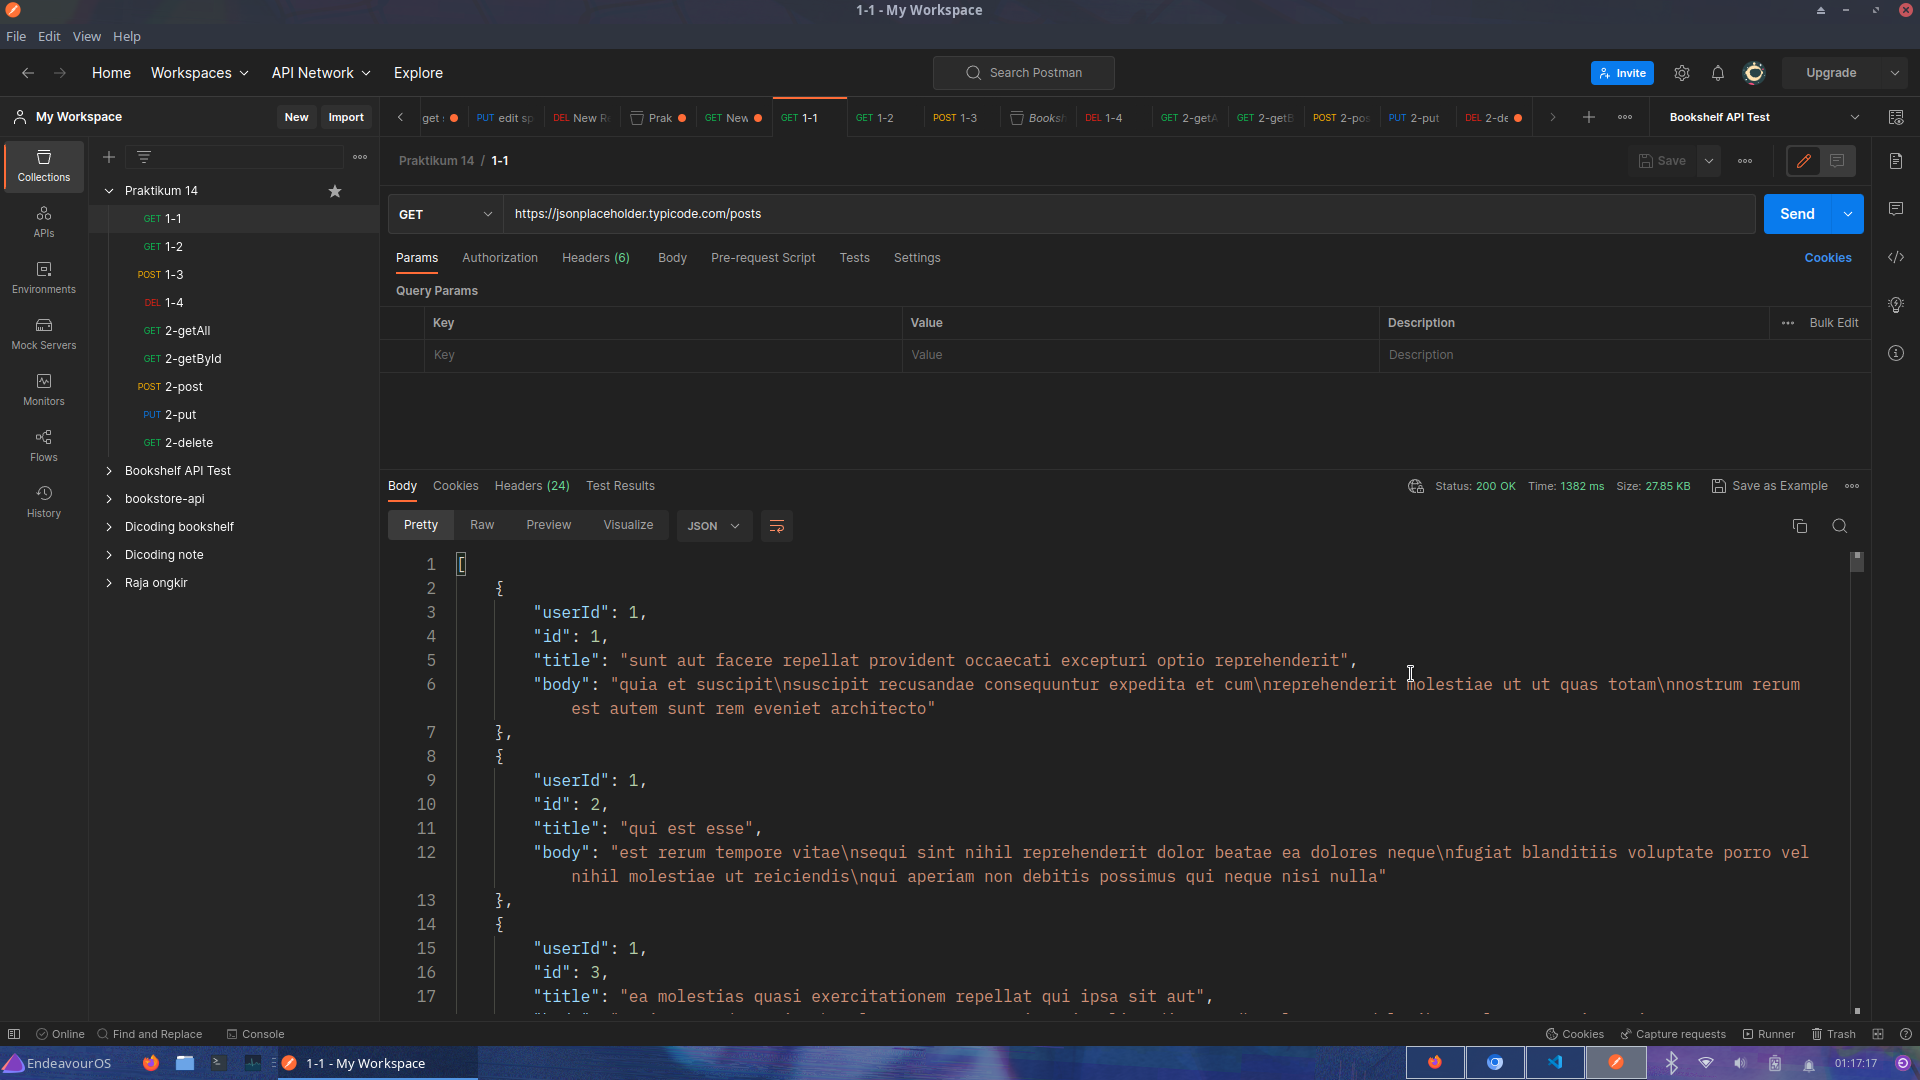 1-1 - My Workspace
File Edit View Help
Home Workspaces API Network Explore Search Postman Invite Upgrade
My Workspace New Import
get PUT edit sp DEL New R Prak GET New GET 1-1 GET 1-2 POST 1-3 Booksh DEL 1-4 GET 2-getA GET 2-getB POST 2-pos PUT 2-put DEL 2-de Bookshelf API Test
Collections
APIs
Environments
Mock Servers
Monitors
Flows
History
Praktikum 14
GET 1-1
GET 1-2
POST 1-3
DEL 1-4
GET 2-getAll
GET 2-getById
POST 2-post
PUT 2-put
GET 2-delete
Bookshelf API Test
bookstore-api
Dicoding bookshelf
Dicoding note
Raja ongkir
Praktikum 14 / 1-1 Save
GET https://jsonplaceholder.typicode.com/posts Send
Params Authorization Headers (6) Body Pre-request Script Tests Settings Cookies
Query Params
Key Value Description Bulk Edit
Key Value Description
Body Cookies Headers (24) Test Results Status: 200 OK Time: 1382 ms Size: 27.85 KB Save as Example
Pretty Raw Preview Visualize JSON
1 [
2 {
3 "userId": 1,
4 "id": 1,
5 "title": "sunt aut facere repellat provident occaecati excepturi optio reprehenderit",
6 "body": "quia et suscipit\nsuscipit recusandae consequuntur expedita et cum\nreprehenderit molestiae ut ut quas totam\nnostrum rerum
est autem sunt rem eveniet architecto"
7 },
8 {
9 "userId": 1,
10 "id": 2,
11 "title": "qui est esse",
12 "body": "est rerum tempore vitae\nsequi sint nihil reprehenderit dolor beatae ea dolores neque\nfugiat blanditiis voluptate porro vel
nihil molestiae ut reiciendis\nqui aperiam non debitis possimus qui neque nisi nulla"
13 },
14 {
15 "userId": 1,
16 "id": 3,
17 "title": "ea molestias quasi exercitationem repellat qui ipsa sit aut",
Online Find and Replace Console Cookies Capture requests Runner Trash
EndeavourOS 1-1 - My Workspace 01:17:17